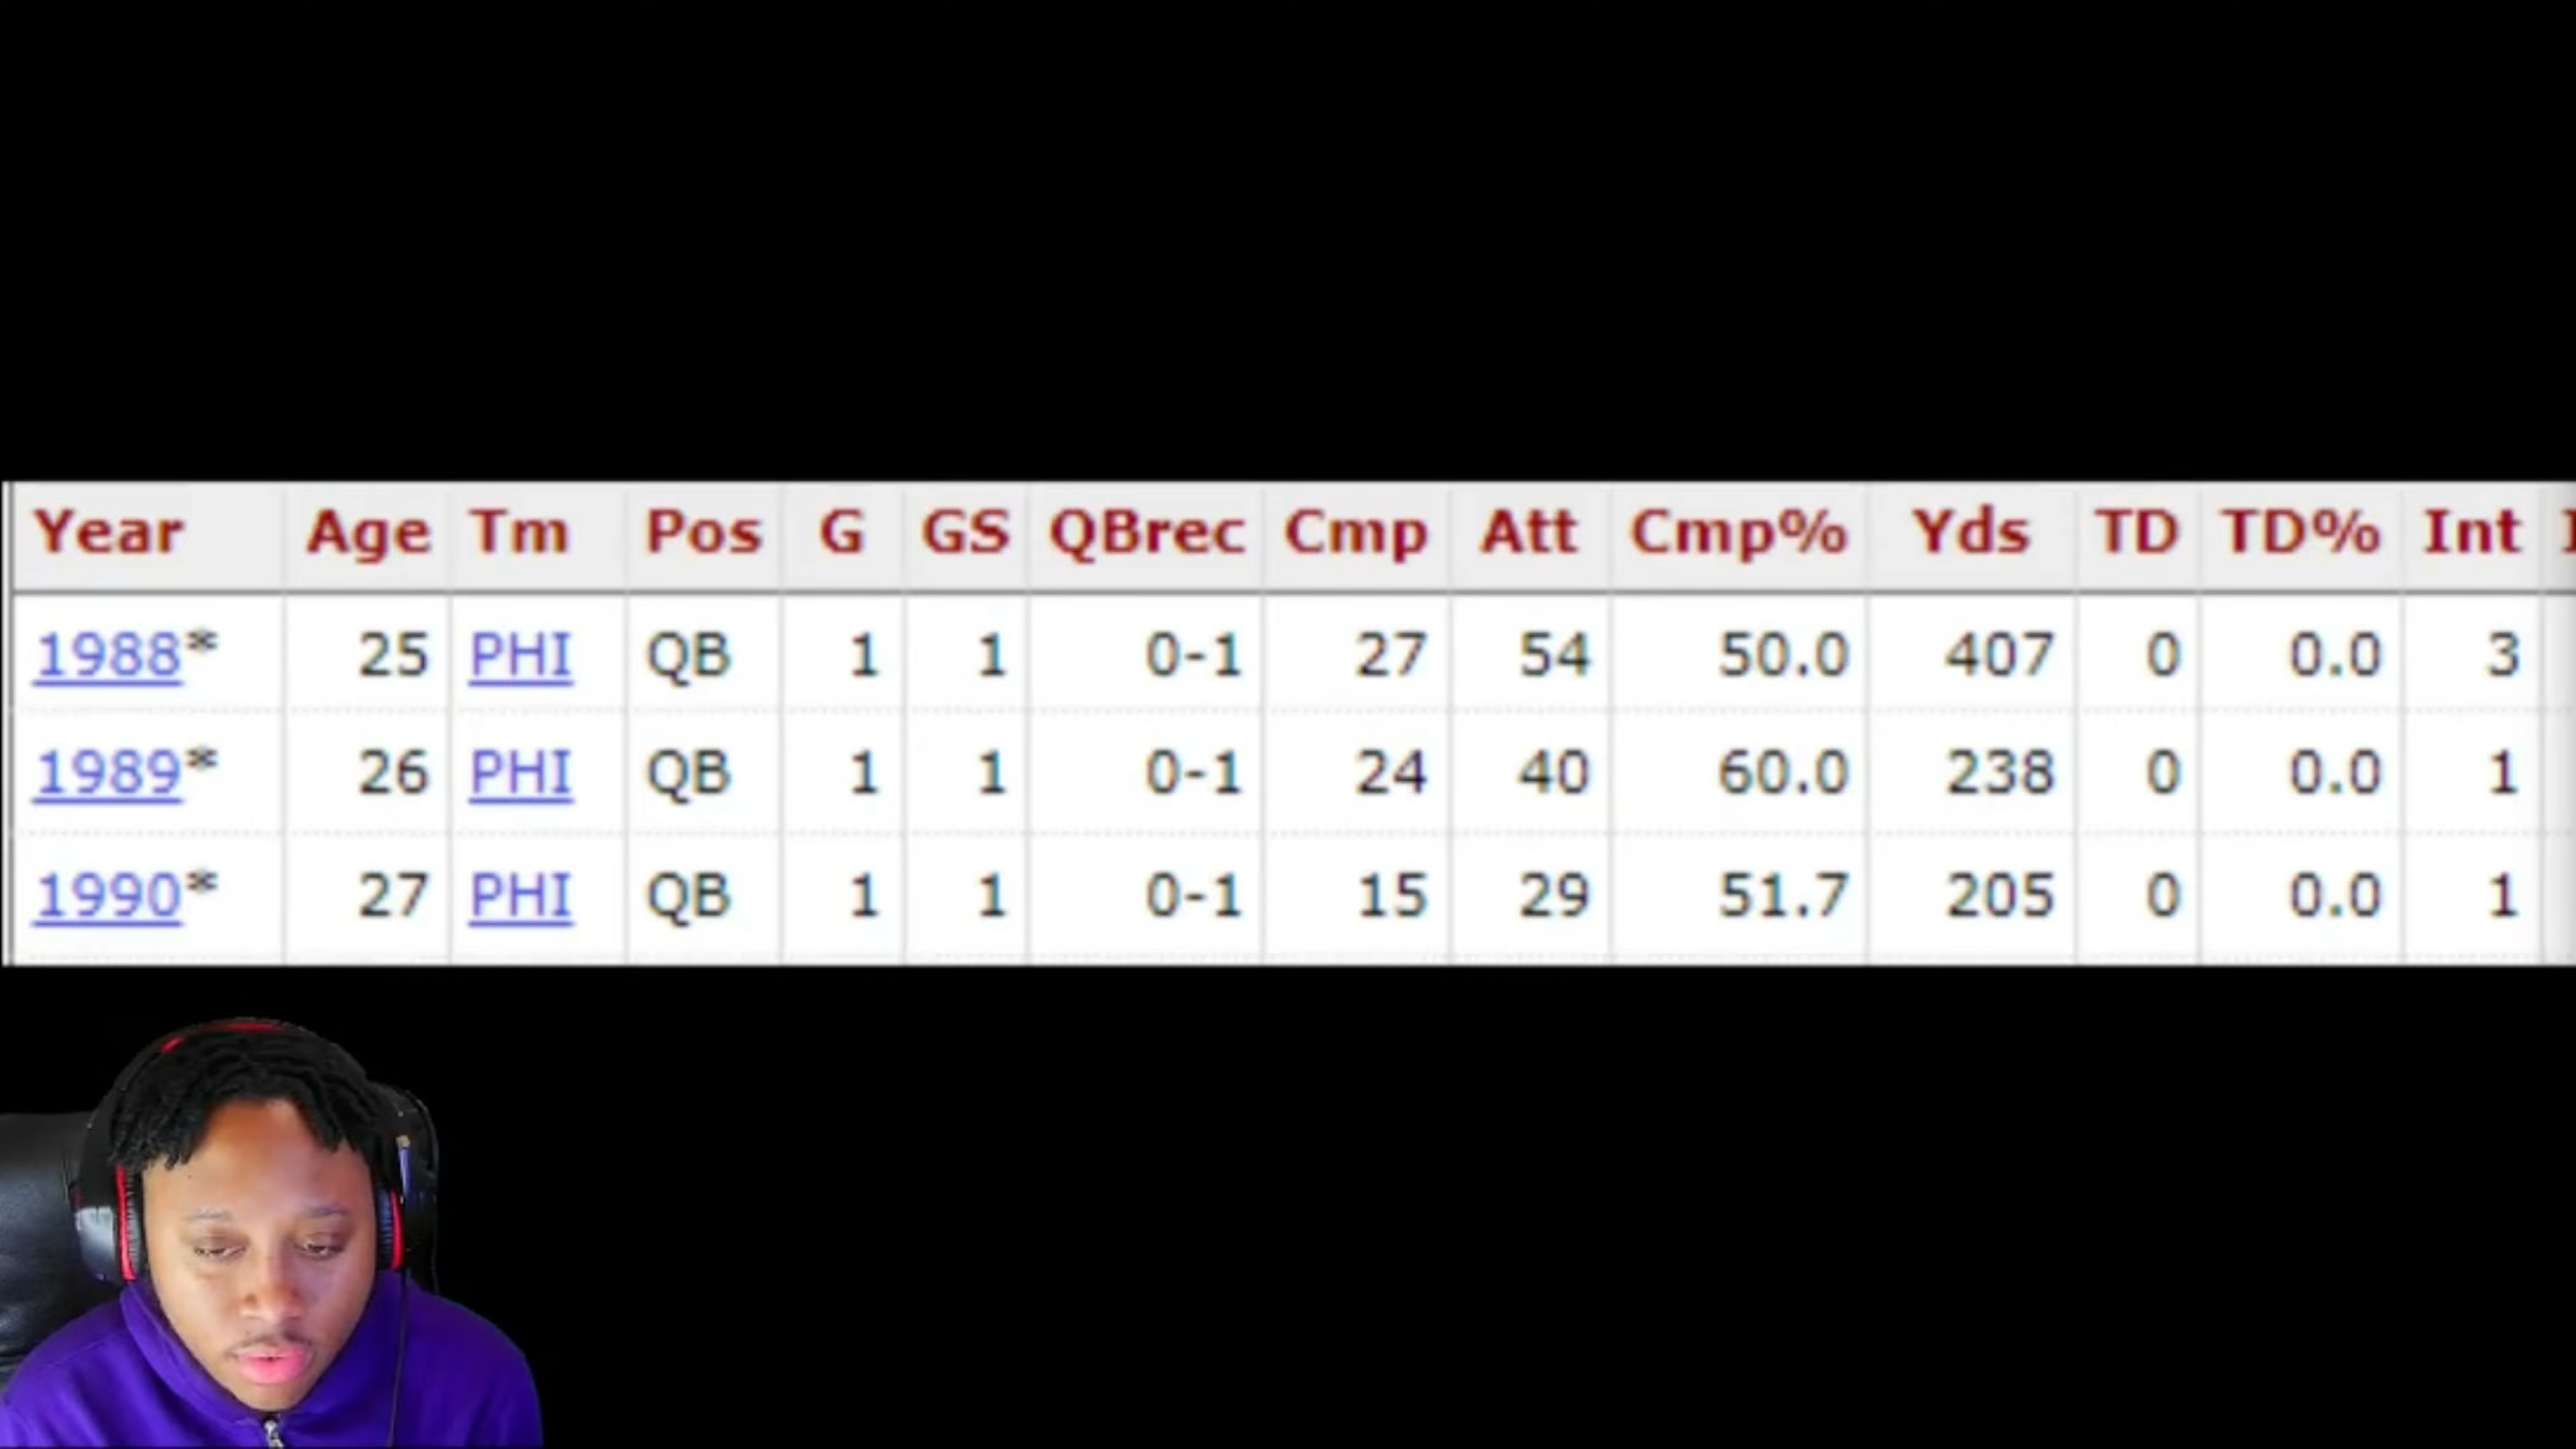 Year Age Tm Pos G GS QBrec Cmp Att Cmp% Yds TD TD% Int
1988* 25 PHI QB 1 1 0-1 27 54 50.0 407 0 0.0 3
1989* 26 PHI QB 1 1 0-1 24 40 60.0 238 0 0.0 1
1990* 27 PHI QB 1 1 0-1 15 29 51.7 205 0 0.0 1